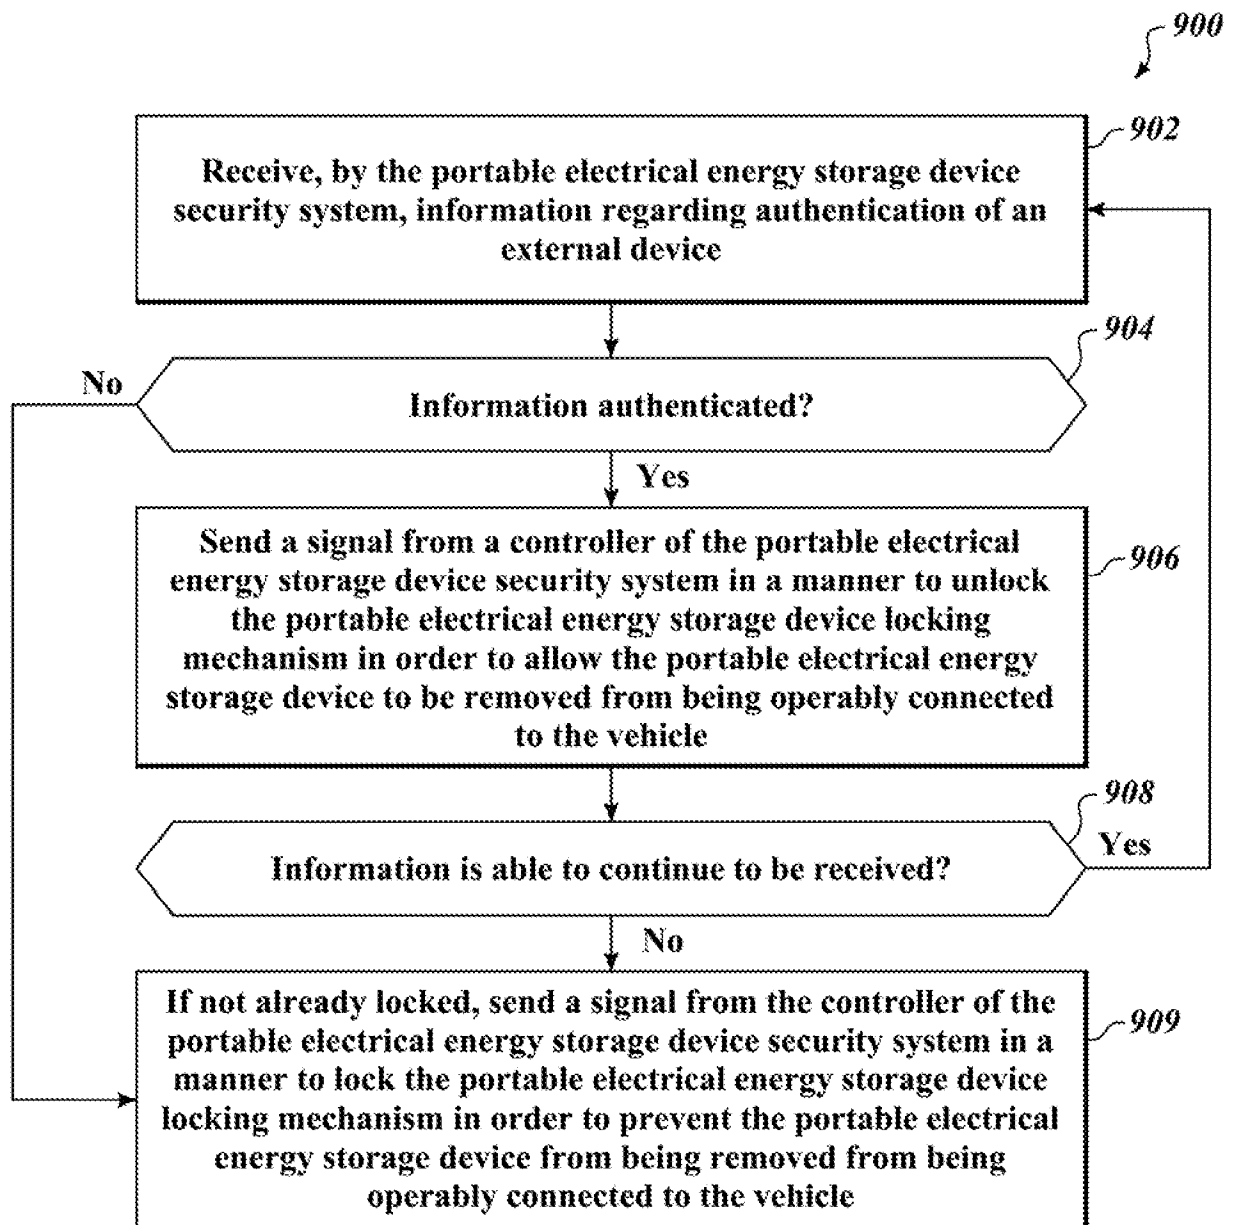 900
902
Receive, by the portable electrical energy storage device
security system, information regarding authentication of an
external device
904
No
Information authenticated?
Yes
Send a signal from a controller of the portable electrical
energy storage device security system in a manner to unlock
the portable electrical energy storage device locking
mechanism in order to allow the portable electrical energy
storage device to be removed from being operably connected
to the vehicle
906
908
Information is able to continue to be received?
Yes
No
If not already locked, send a signal from the controller of the
portable electrical energy storage device security system in a
manner to lock the portable electrical energy storage device
locking mechanism in order to prevent the portable electrical
energy storage device from being removed from being
operably connected to the vehicle
909